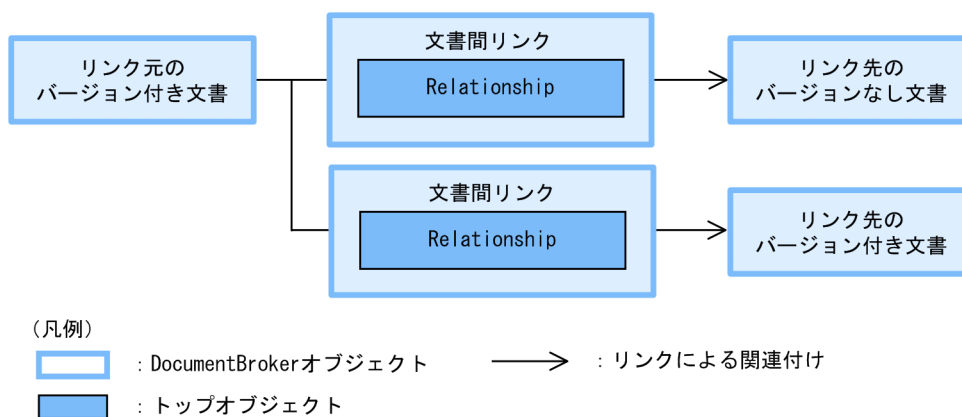 リンク元の
バージョン付き文書
文書間リンク
Relationship
リンク先の
バージョンなし文書
文書間リンク
Relationship
リンク先の
バージョン付き文書
(凡例)
：DocumentBrokerオブジェクト
：リンクによる関連付け
：トップオブジェクト